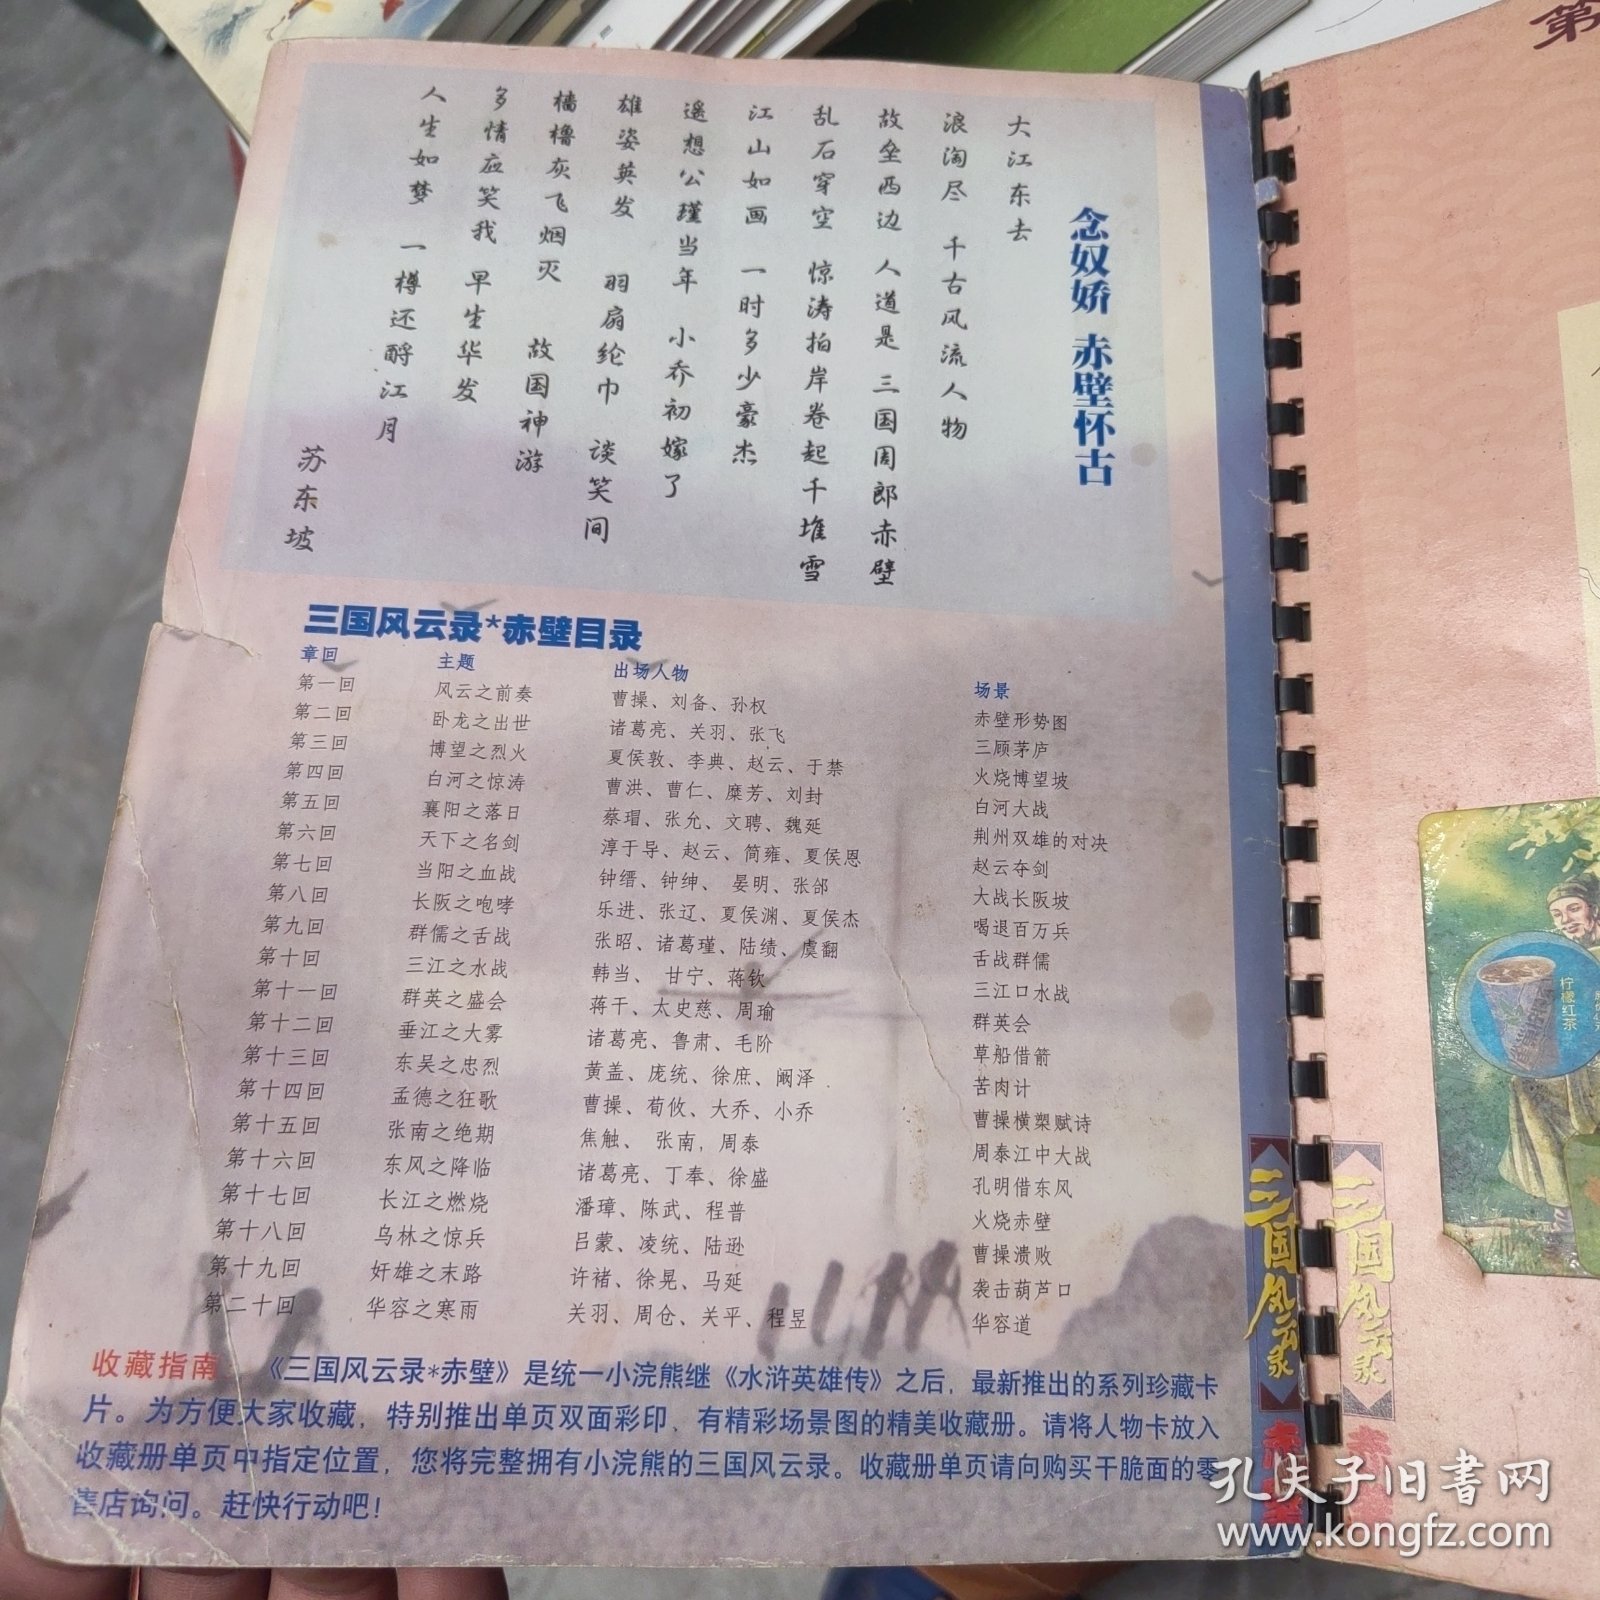 念奴娇 赤壁怀古
大江东去
浪淘尽 千古风流人物
故垒西边 人道是 三国周郎赤壁
乱石穿空 惊涛拍岸卷起千堆雪
江山如画 一时多少豪杰
遥想公瑾当年 小乔初嫁了
雄姿英发 羽扇纶巾 谈笑间
樯橹灰飞烟灭 故国神游
多情应笑我 早生华发
人生如梦 一樽还酹江月
苏东坡
三国风云录*赤壁目录
章回 主题 出场人物 场景
第一回 风云之前奏 曹操、刘备、孙权 赤壁形势图
第二回 卧龙之出世 诸葛亮、关羽、张飞 三顾茅庐
第三回 博望之烈火 夏侯敦、李典、赵云、于禁 火烧博望坡
第四回 白河之惊涛 曹洪、曹仁、糜芳、刘封 白河大战
第五回 襄阳之落日 蔡瑁、张允、文聘、魏延 荆州双雄的对决
第六回 天下之名剑 淳于导、赵云、简雍、夏侯恩 赵云夺剑
第七回 当阳之血战 钟缙、钟绅、 晏明、张郃 大战长阪坡
第八回 长阪之咆哮 乐进、张辽、夏侯渊、夏侯杰 喝退百万兵
第九回 群儒之舌战 张昭、诸葛瑾、陆绩、虞翻 舌战群儒
第十回 三江之水战 韩当、 甘宁、蒋钦 三江口水战
第十一回 群英之盛会 蒋干、太史慈、周瑜 群英会
第十二回 垂江之大雾 诸葛亮、鲁肃、毛阶 草船借箭
第十三回 东吴之忠烈 黄盖、庞统、徐庶、阚泽 苦肉计
第十四回 孟德之狂歌 曹操、荀攸、大乔、小乔 曹操横槊赋诗
第十五回 张南之绝期 焦触、 张南，周泰 周泰江中大战
第十六回 东风之降临 诸葛亮、丁奉、徐盛 孔明借东风
第十七回 长江之燃烧 潘璋、陈武、程普 火烧赤壁
第十八回 乌林之惊兵 吕蒙、凌统、陆逊 曹操溃败
第十九回 奸雄之末路 许褚、徐晃、马延 袭击葫芦口
第二十回 华容之寒雨 关羽、周仓、关平、程昱 华容道
收藏指南 《三国风云录*赤壁》是统一小浣熊继《水浒英雄传》之后，最新推出的系列珍藏卡
片。为方便大家收藏，特别推出单页双面彩印、有精彩场景图的精美收藏册。请将人物卡放入
收藏册单页中指定位置，您将完整拥有小浣熊的三国风云录。收藏册单页请向购买干脆面的零
售店询问。赶快行动吧！
三国风云录
赤壁
三国风云录
赤壁
第
柠檬红茶
孔夫子旧书网
www.kongfz.com